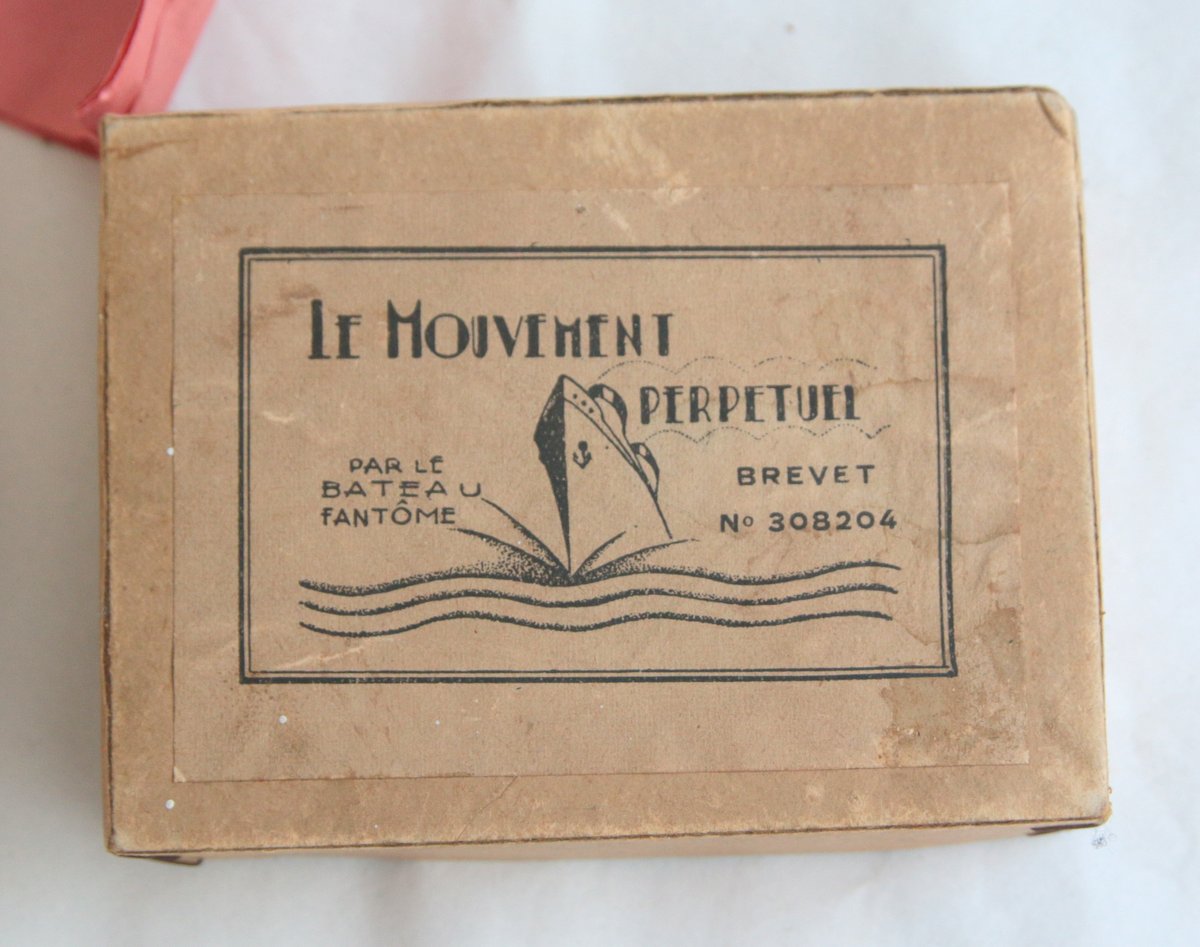 LE MOUVEMENT
PERPETUEL
PAR LE
BATEAU
FANTÔME
BREVET
No 308204